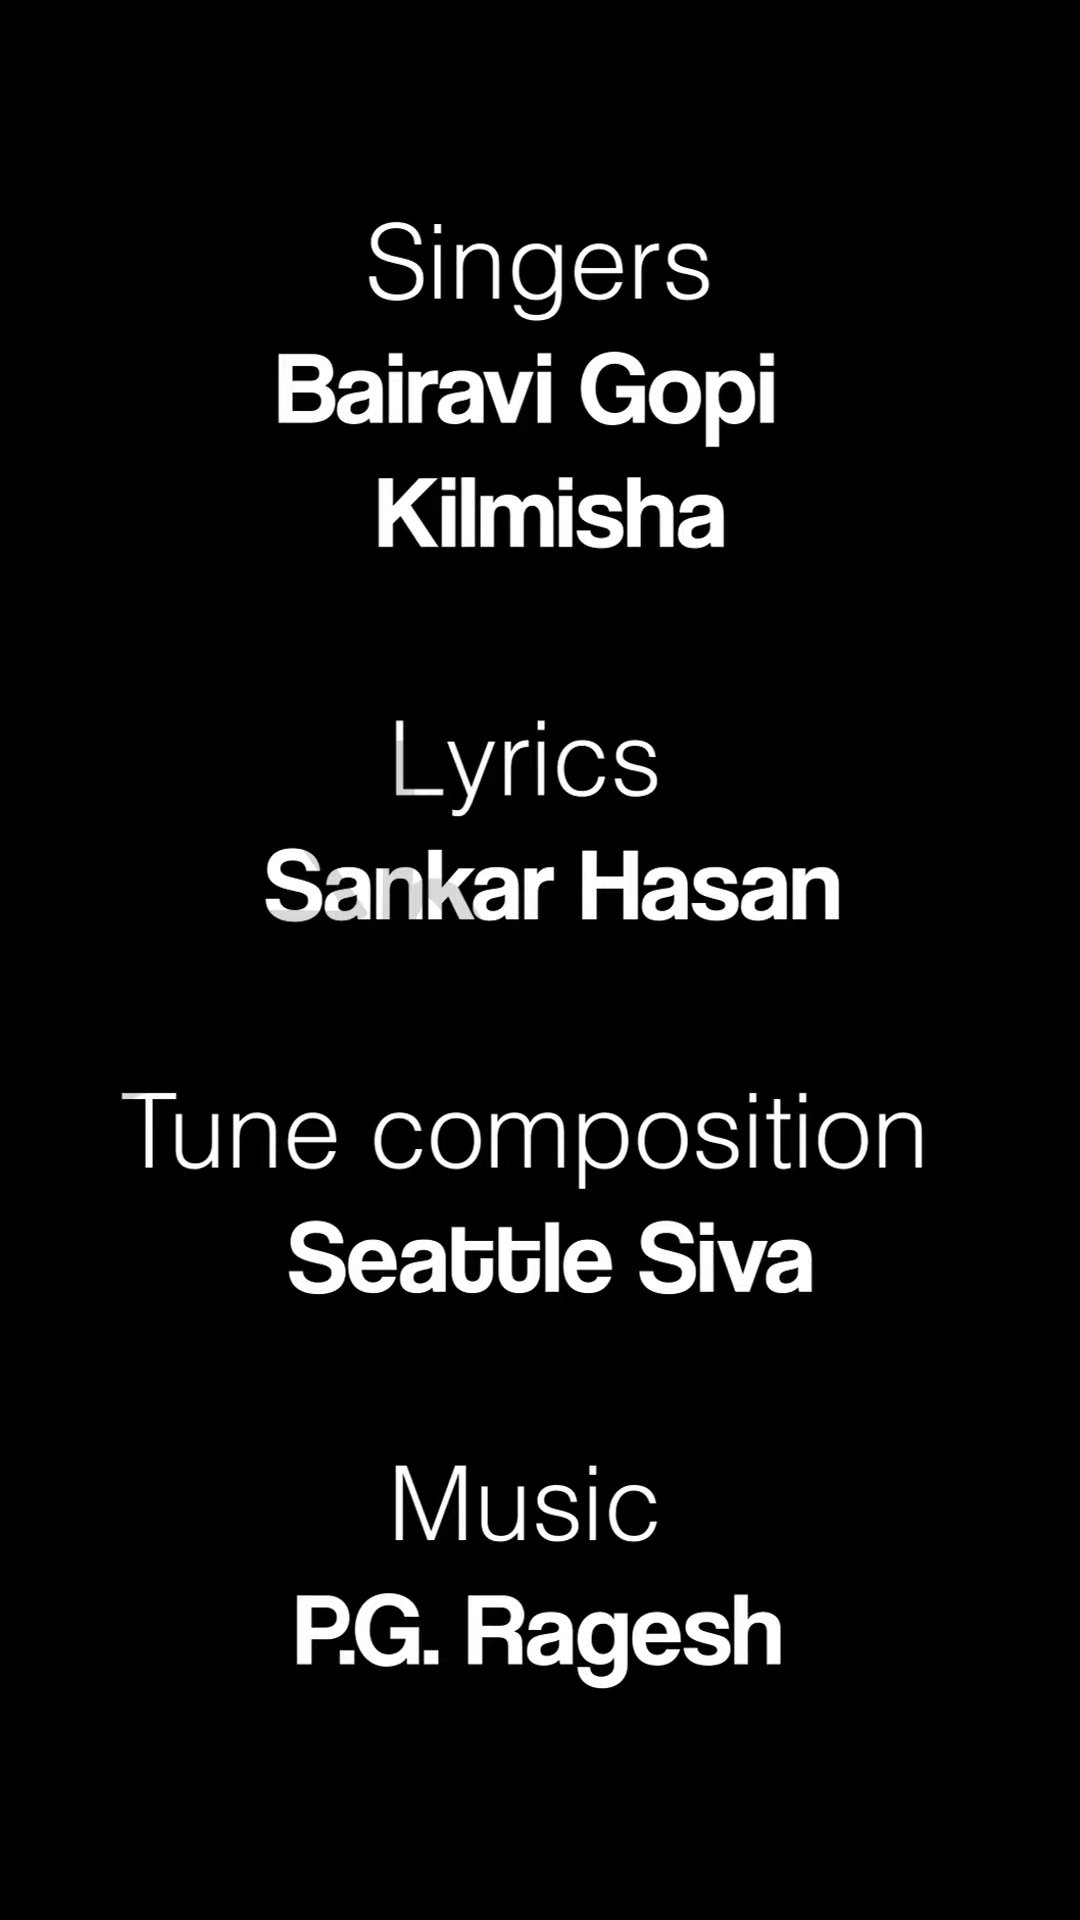 Singers
Bairavi Gopi
Kilmisha
Lyrics
Sankar Hasan
Tune composition
Seattle Siva
Music
P.G. Ragesh